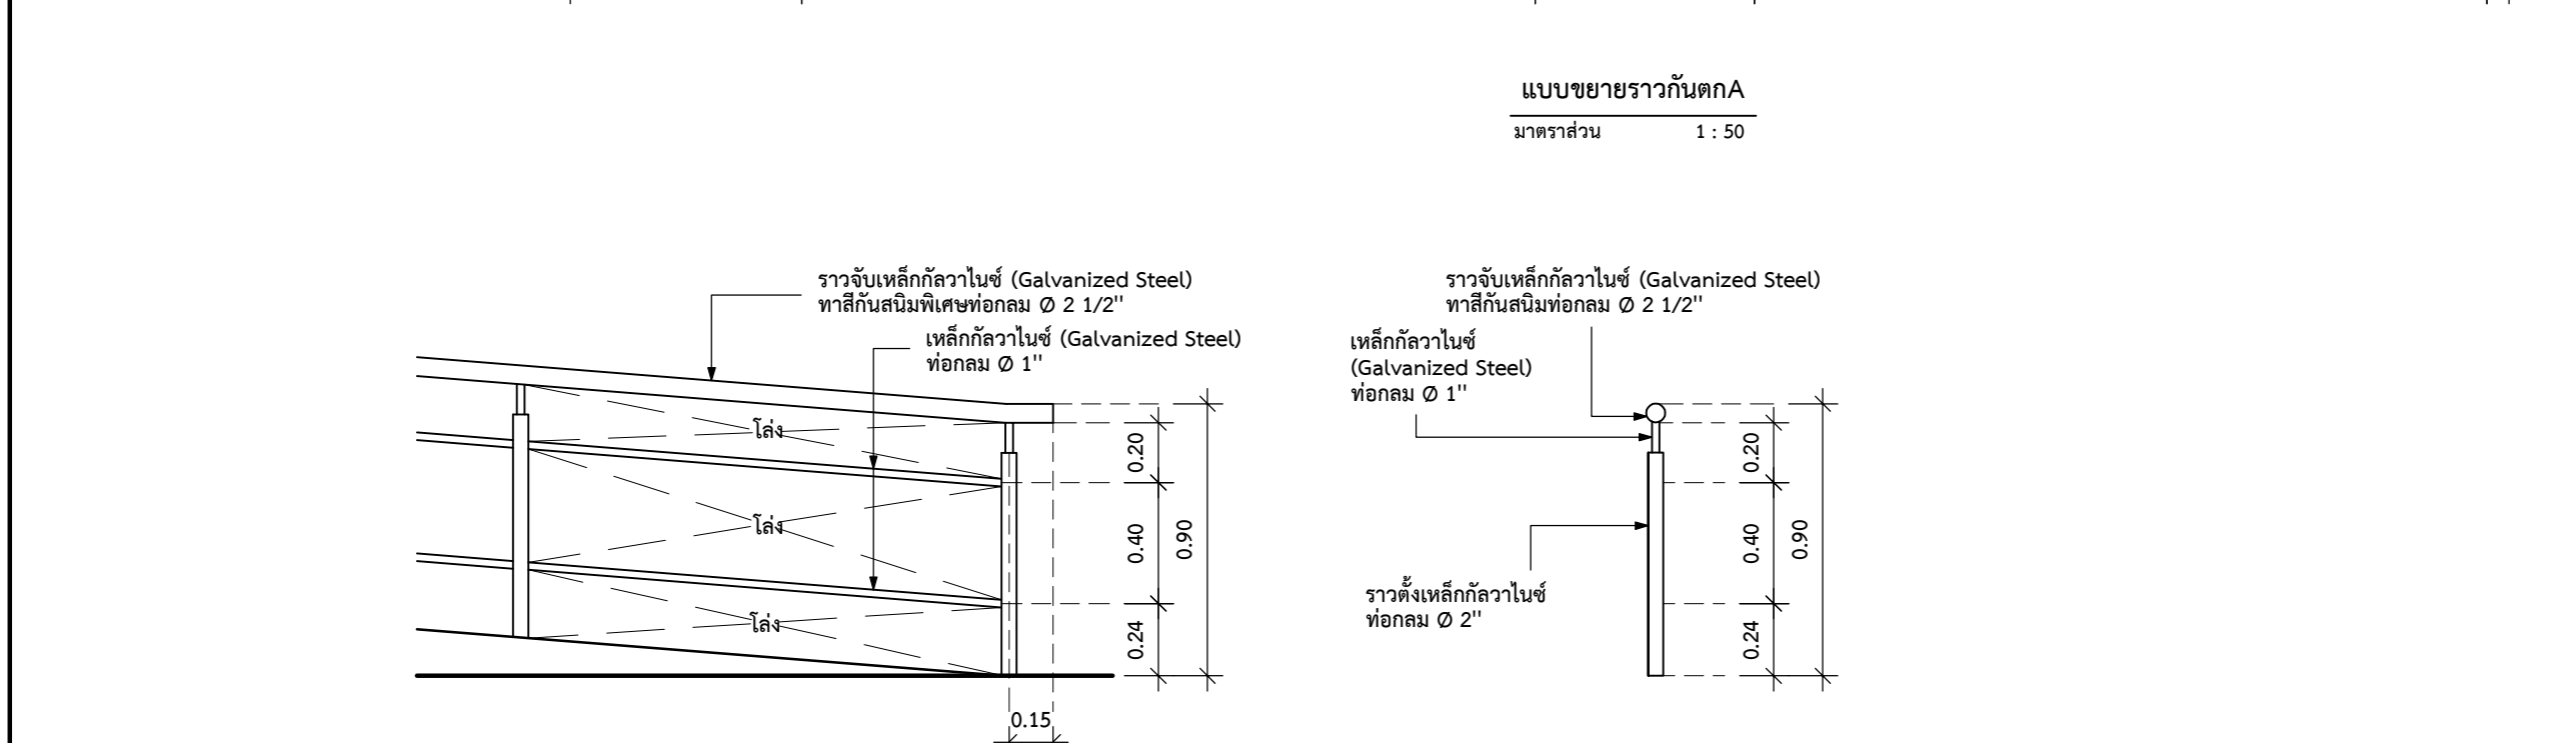 แบบขยายราวกันตกA
มาตราส่วน 1 : 50
ราวจับเหล็กกัลวาไนซ์ (Galvanized Steel)
ทาสีกันสนิมพิเศษท่อกลม Ø 2 1/2"
เหล็กกัลวาไนซ์ (Galvanized Steel)
ท่อกลม Ø 1"
โล่ง
โล่ง
โล่ง
0.20
0.40
0.24
0.90
0.15
ราวจับเหล็กกัลวาไนซ์ (Galvanized Steel)
ทาสีกันสนิมท่อกลม Ø 2 1/2"
เหล็กกัลวาไนซ์
(Galvanized Steel)
ท่อกลม Ø 1"
ราวตั้งเหล็กกัลวาไนซ์
ท่อกลม Ø 2"
0.20
0.40
0.24
0.90